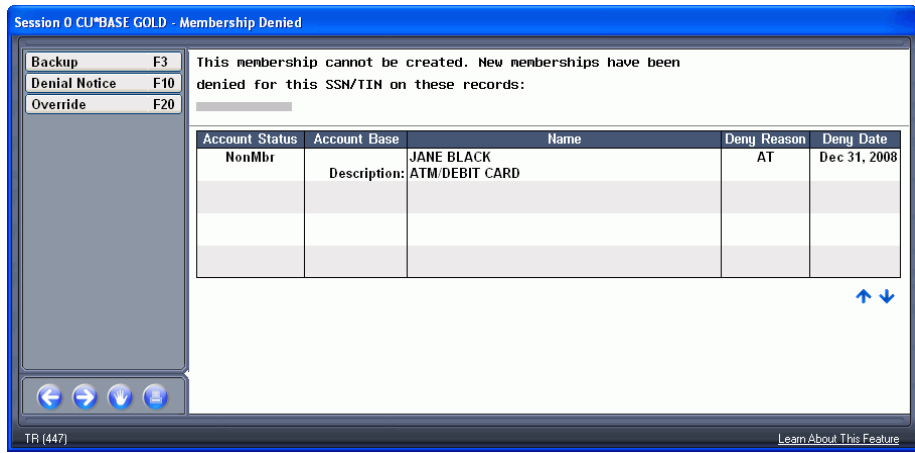 Session 0 CU*BASE GOLD - Membership Denied
Backup F3
Denial Notice F10
Override F20
This membership cannot be created. New memberships have been
denied for this SSN/TIN on these records:
Account Status Account Base Name Deny Reason Deny Date
NonMbr JANE BLACK AT Dec 31, 2008
Description: ATM/DEBIT CARD
TR (447) Learn About This Feature